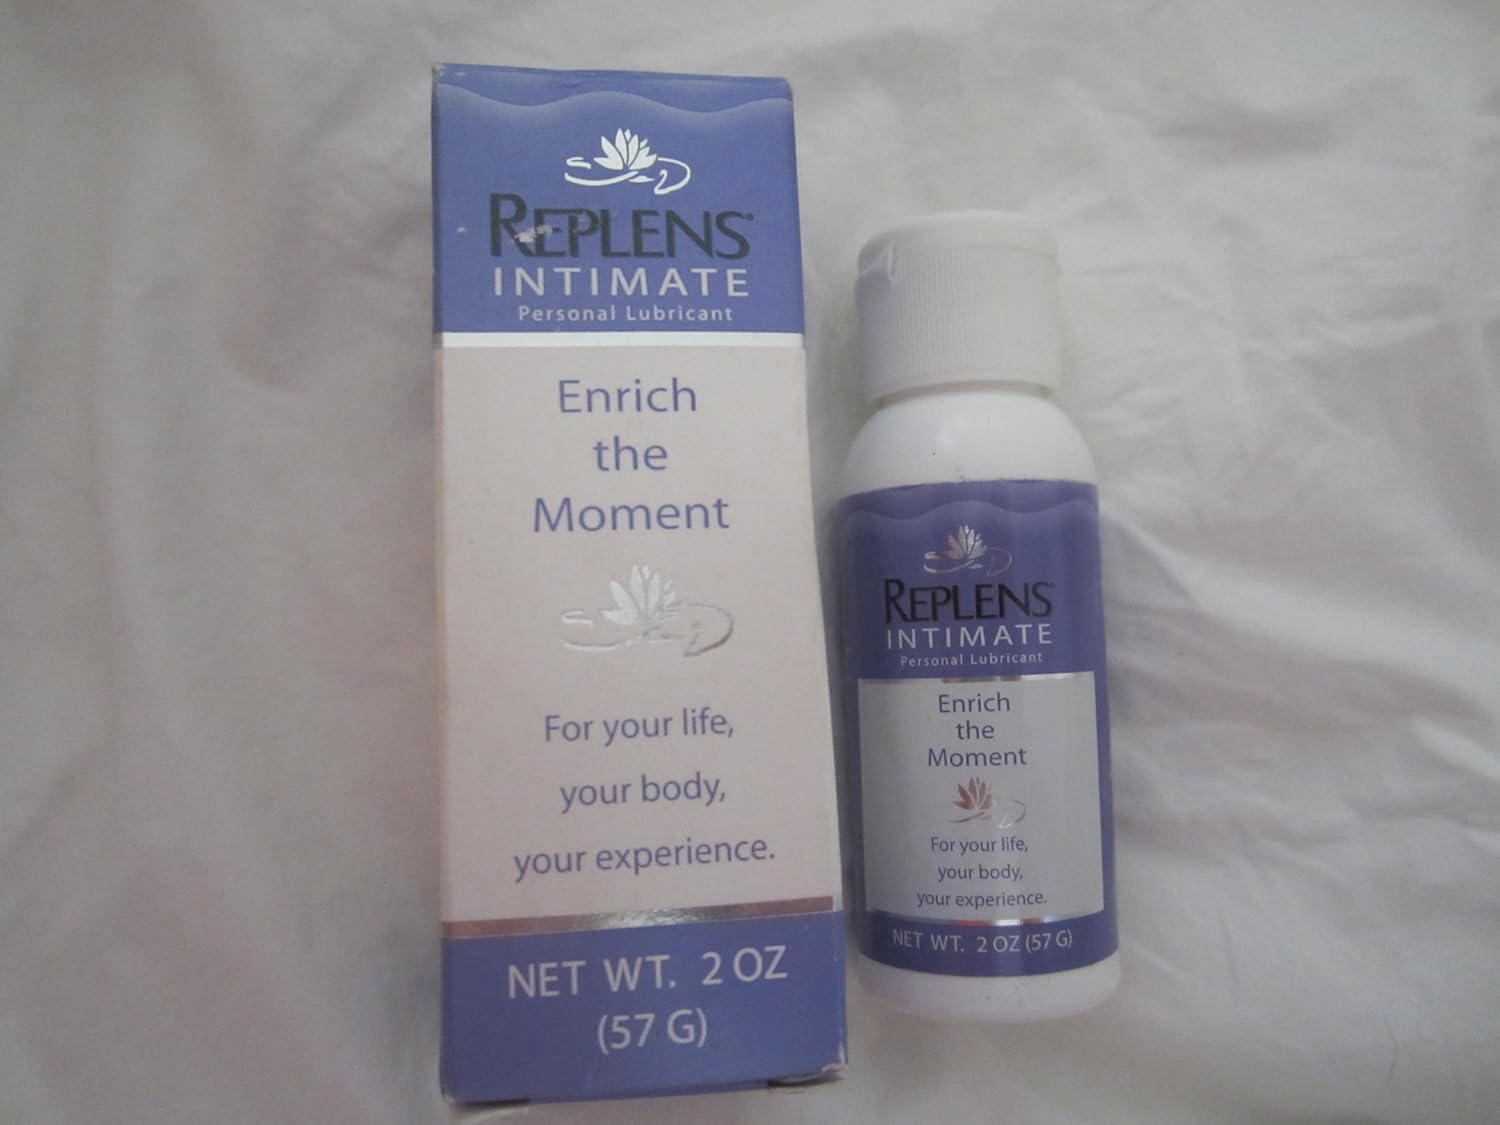 REPLENS®
INTIMATE
Personal Lubricant
Enrich
the
Moment
For your life,
your body,
your experience.
NET WT. 2 OZ
(57 G)
REPLENS®
INTIMATE
Personal Lubricant
Enrich
the
Moment
For your life,
your body,
your experience.
NET WT. 2 OZ (57 G)